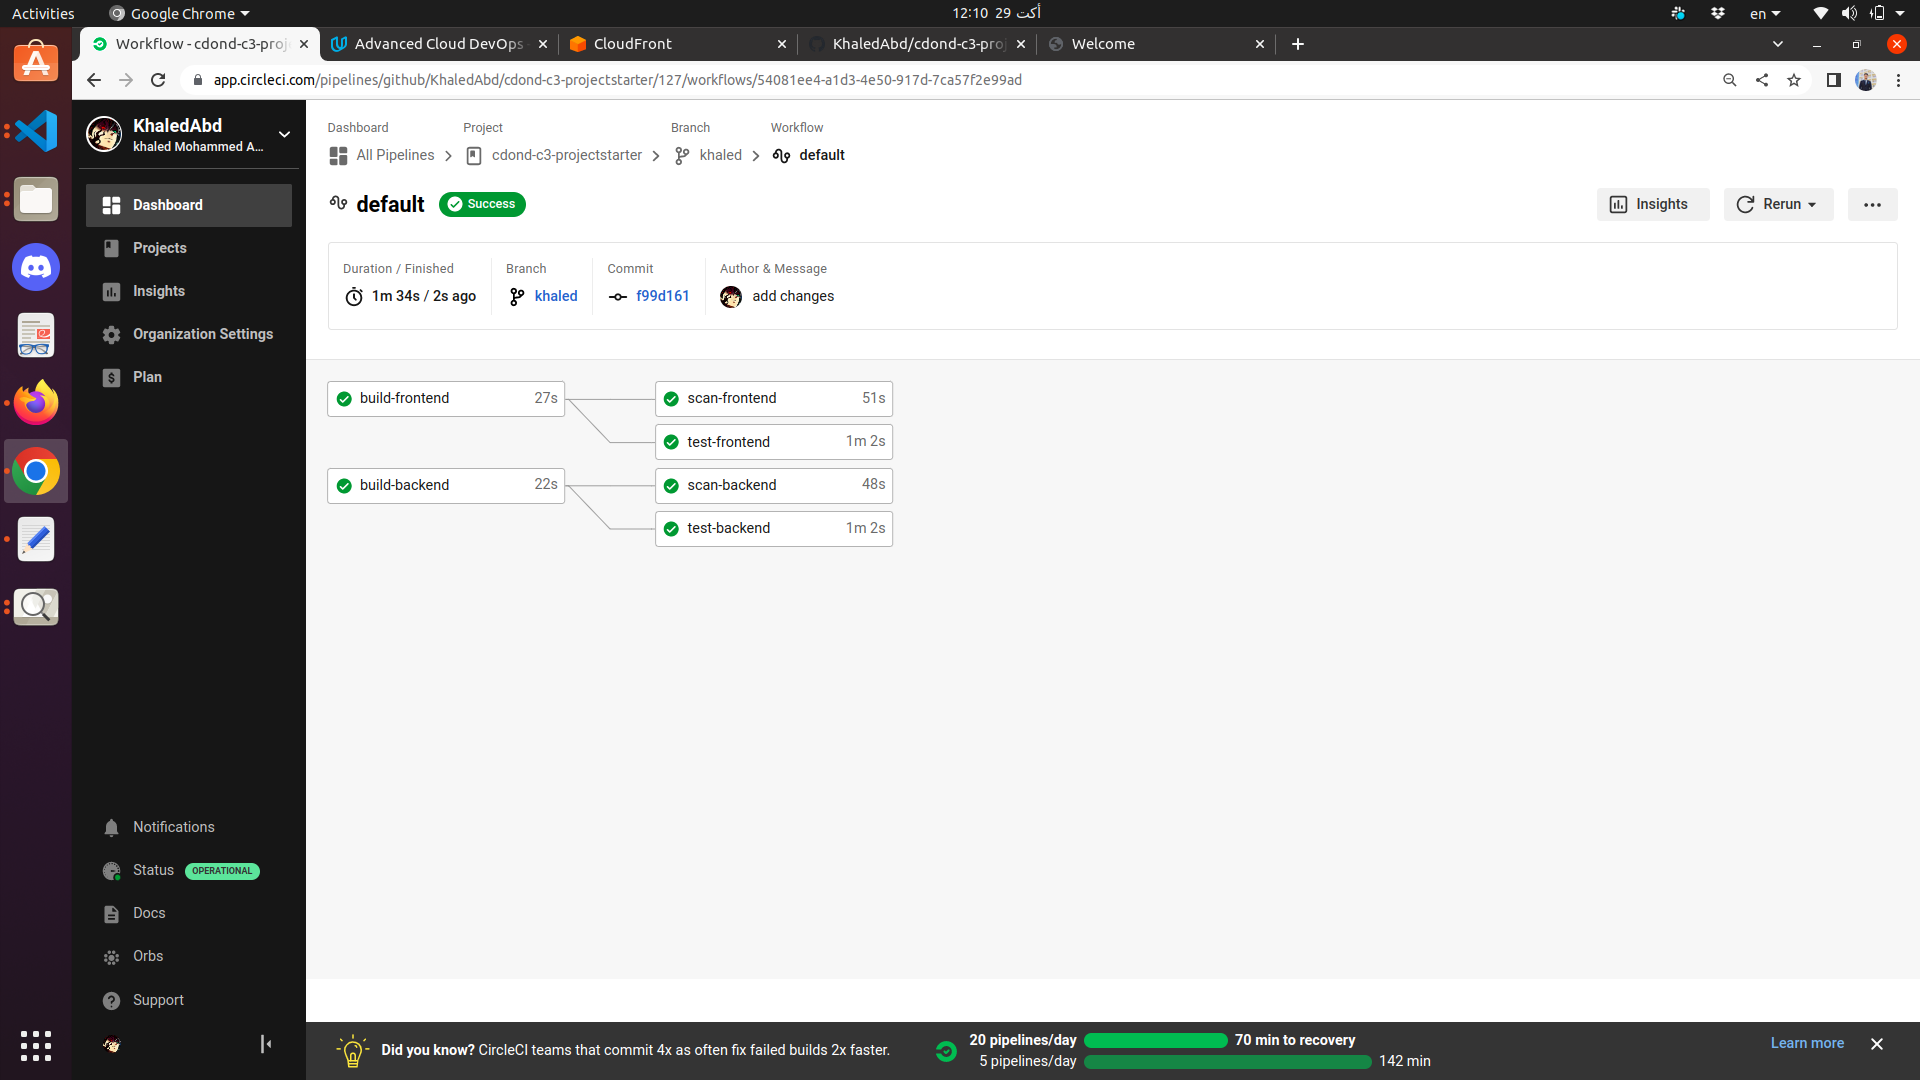 Activities
Google Chrome
12:10 29 أكت
en
Workflow - cdond-c3-proj
Advanced Cloud DevOps
CloudFront
KhaledAbd/cdond-c3-proj
Welcome
app.circleci.com/pipelines/github/KhaledAbd/cdond-c3-projectstarter/127/workflows/54081ee4-a1d3-4e50-917d-7ca57f2e99ad
KhaledAbd
khaled Mohammed A...
Dashboard
Projects
Insights
Organization Settings
Plan
Notifications
Status OPERATIONAL
Docs
Orbs
Support
Dashboard Project Branch Workflow
All Pipelines cdond-c3-projectstarter khaled default
default Success
Insights Rerun
Duration / Finished Branch Commit Author & Message
1m 34s / 2s ago khaled f99d161 add changes
build-frontend 27s
scan-frontend 51s
test-frontend 1m 2s
build-backend 22s
scan-backend 48s
test-backend 1m 2s
Did you know? CircleCI teams that commit 4x as often fix failed builds 2x faster.
20 pipelines/day 70 min to recovery
5 pipelines/day 142 min
Learn more